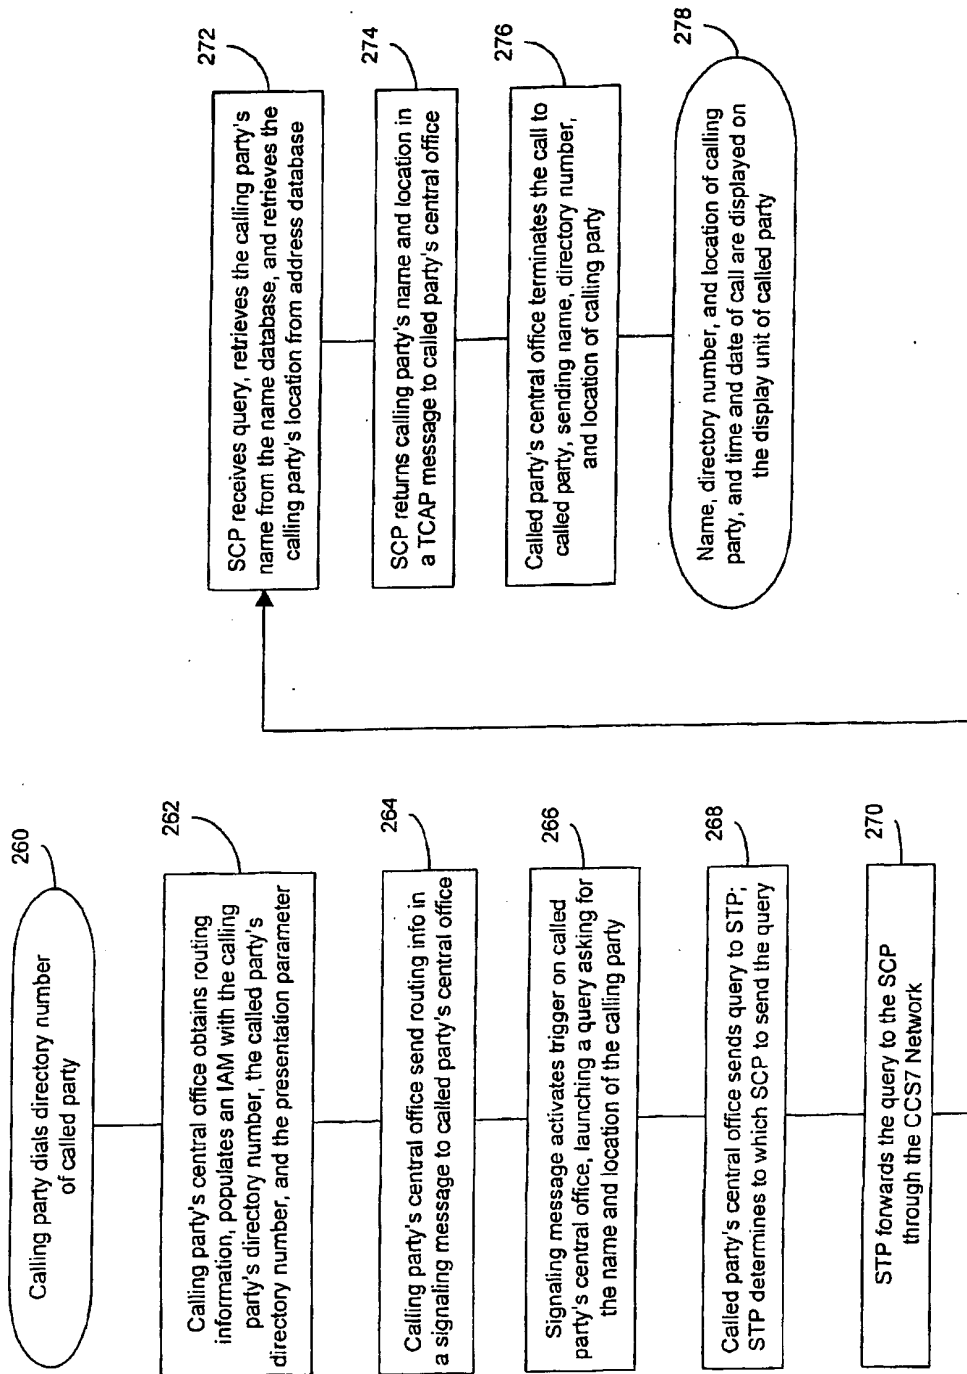 260
Calling party dials directory number
of called party
262
Calling party's central office obtains routing
information, populates an IAM with the calling
party's directory number, the called party's
directory number, and the presentation parameter
264
Calling party's central office send routing info in
a signaling message to called party's central office
266
Signaling message activates trigger on called
party's central office, launching a query asking for
the name and location of the calling party
268
Called party's central office sends query to STP;
STP determines to which SCP to send the query
270
STP forwards the query to the SCP
through the CCS7 Network
272
SCP receives query, retrieves the calling party's
name from the name database, and retrieves the
calling party's location from address database
274
SCP returns calling party's name and location in
a TCAP message to called party's central office
276
Called party's central office terminates the call to
called party, sending name, directory number,
and location of calling party
278
Name, directory number, and location of calling
party, and time and date of call are displayed on
the display unit of called party